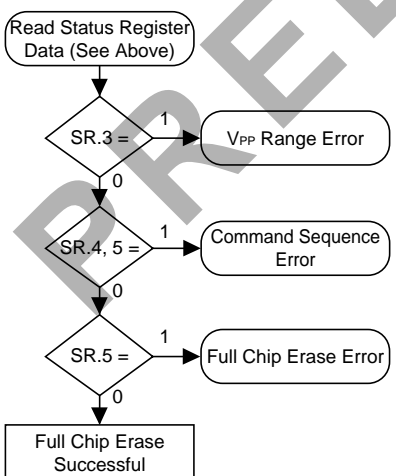 Read Status Register
Data (See Above)
SR.3 =
1
VPP Range Error
0
SR.4, 5 =
1
Command Sequence
Error
0
SR.5 =
1
Full Chip Erase Error
0
Full Chip Erase
Successful